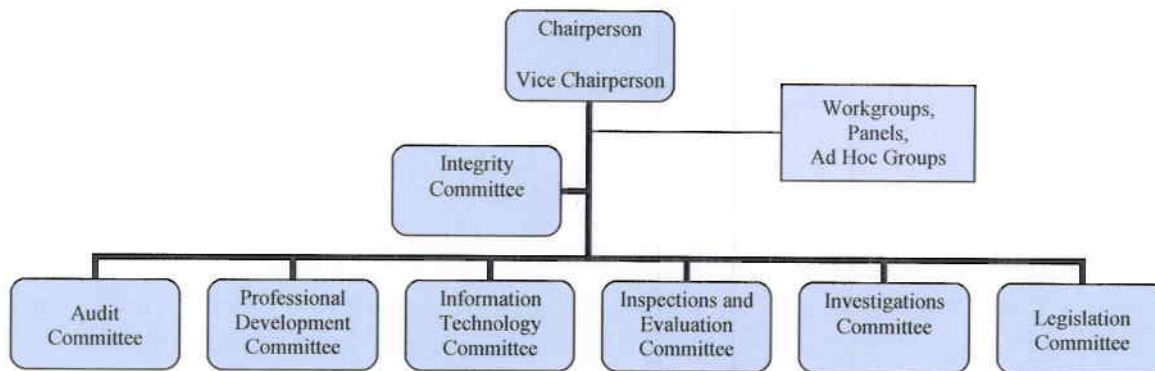 Chairperson
Vice Chairperson
Workgroups,
Panels,
Ad Hoc Groups
Integrity
Committee
Audit
Committee
Professional
Development
Committee
Information
Technology
Committee
Inspections and
Evaluation
Committee
Investigations
Committee
Legislation
Committee